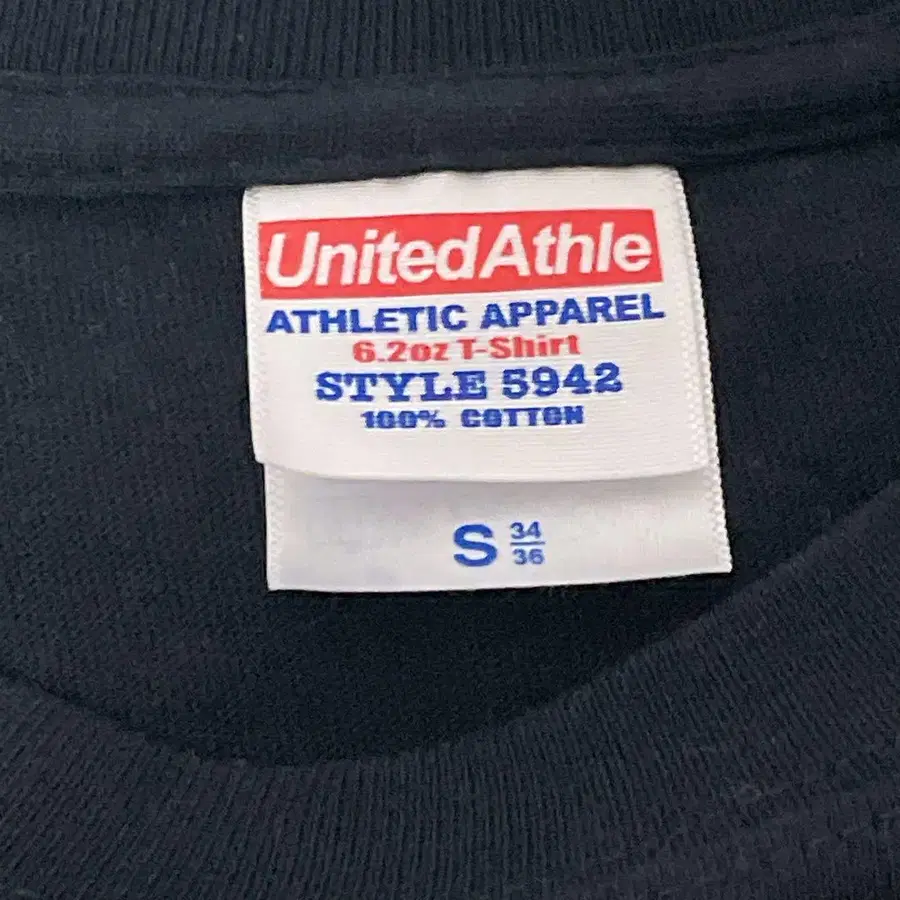 UnitedAthle
ATHLETIC APPAREL
6.2oz T-Shirt
STYLE 5942
100% COTTON
S 34/36